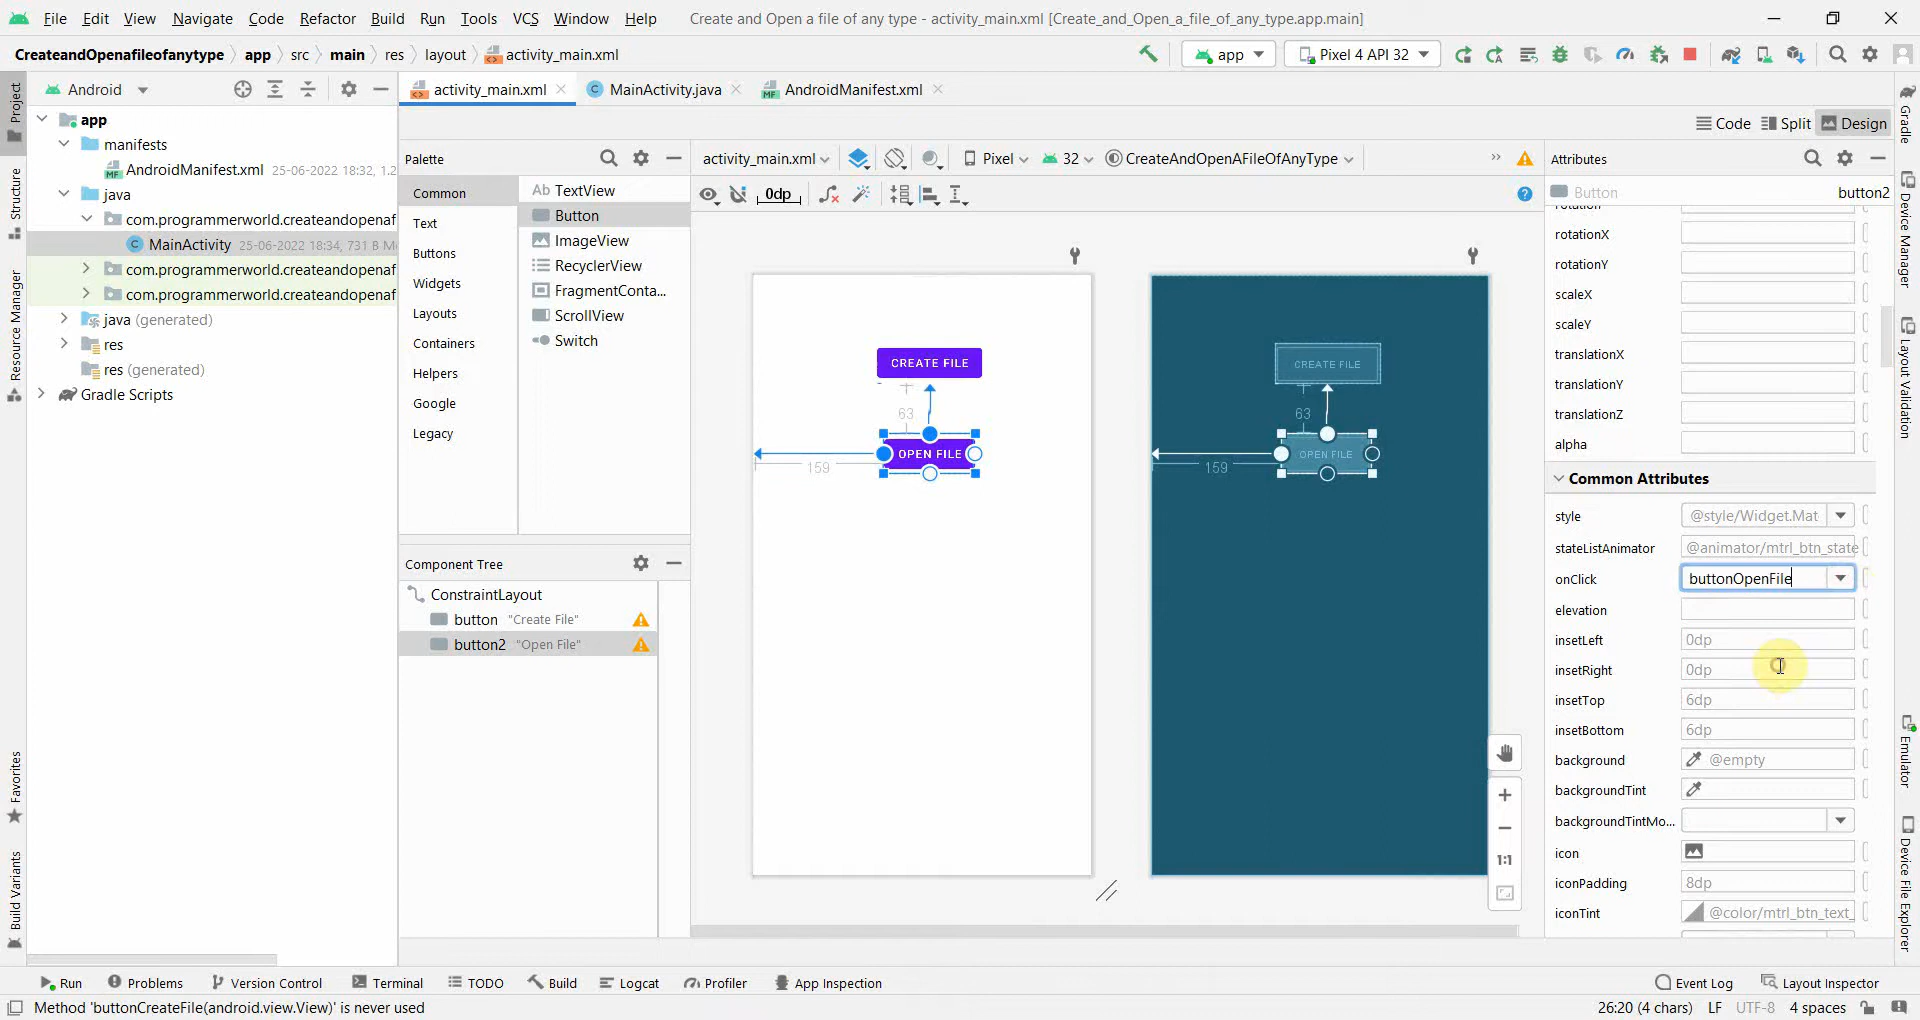 File Edit View Navigate Code Refactor Build Run Tools VCS Window Help Create and Open a file of any type - activity_main.xml [Create_and_Open_a_file_of_any_type.app.main]
CreateandOpenafileofanytype app src main res layout activity_main.xml app Pixel 4 API 32
Android activity_main.xml MainActivity.java AndroidManifest.xml
Code Split Design
app
manifests
AndroidManifest.xml 25-06-2022 18:32, 1.2
java
com.programmerworld.createandopenaf
MainActivity 25-06-2022 18:34, 731 B
com.programmerworld.createandopenaf
com.programmerworld.createandopenaf
java (generated)
res
res (generated)
Gradle Scripts
Project
Structure
Resource Manager
Favorites
Build Variants
Palette
Common
Text
Buttons
Widgets
Layouts
Containers
Helpers
Google
Legacy
Ab TextView
Button
ImageView
RecyclerView
FragmentConta...
ScrollView
Switch
Component Tree
ConstraintLayout
button "Create File"
button2 "Open File"
activity_main.xml Pixel 32 CreateAndOpenAFileOfAnyType
0dp
CREATE FILE
63
OPEN FILE
159
CREATE FILE
63
OPEN FILE
159
1:1
Attributes
Button button2
rotation
rotationX
rotationY
scaleX
scaleY
translationX
translationY
translationZ
alpha
Common Attributes
style @style/Widget.Mat
stateListAnimator @animator/mtrl_btn_state
onClick buttonOpenFile
elevation
insetLeft 0dp
insetRight 0dp
insetTop 6dp
insetBottom 6dp
background @empty
backgroundTint
backgroundTintMo...
icon
iconPadding 8dp
iconTint @color/mtrl_btn_text_
Gradle
Device Manager
Layout Validation
Emulator
Device File Explorer
Run Problems Version Control Terminal TODO Build Logcat Profiler App Inspection Event Log Layout Inspector
Method 'buttonCreateFile(android.view.View)' is never used 26:20 (4 chars) LF UTF-8 4 spaces